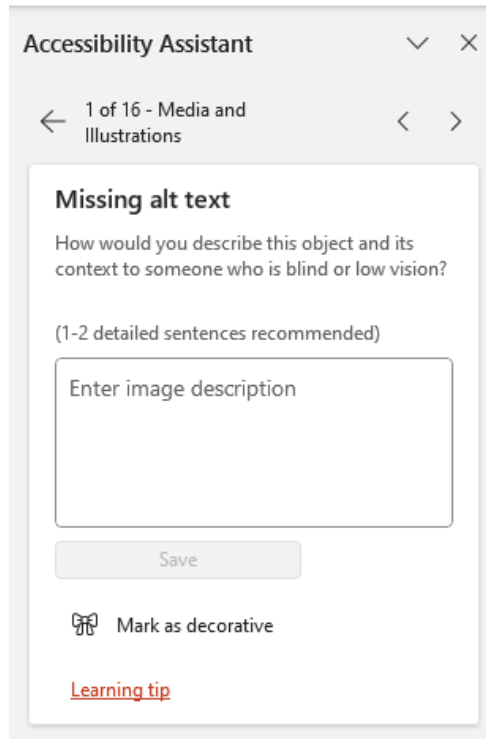 Accessibility Assistant
1 of 16 - Media and
Illustrations
Missing alt text
How would you describe this object and its
context to someone who is blind or low vision?
(1-2 detailed sentences recommended)
Enter image description
Save
Mark as decorative
Learning tip